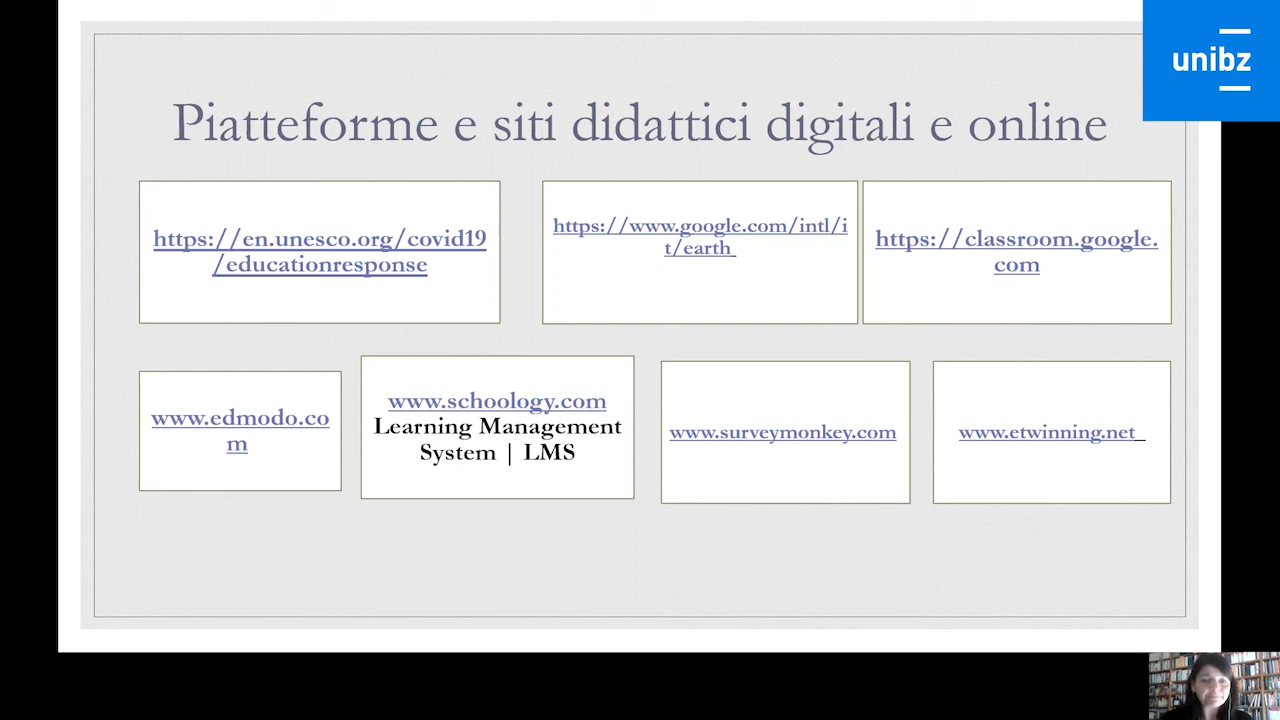 unibz
Piatteforme e siti didattici digitali e online
https://en.unesco.org/covid19
/educationresponse
https://www.google.com/intl/i
t/earth
https://classroom.google.
com
www.edmodo.co
m
www.schoology.com
Learning Management
System | LMS
www.surveymonkey.com
www.etwinning.net